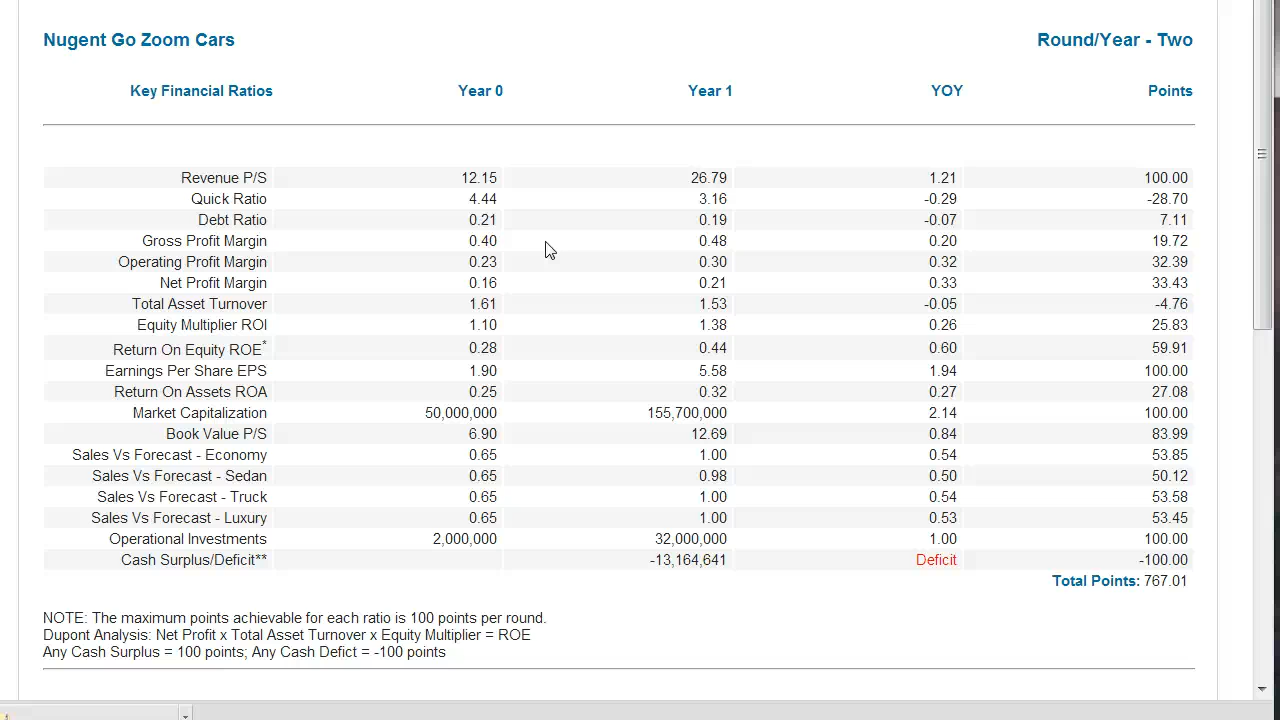 Nugent Go Zoom Cars Round/Year - Two
Key Financial Ratios Year 0 Year 1 YOY Points
Revenue P/S 12.15 26.79 1.21 100.00
Quick Ratio 4.44 3.16 -0.29 -28.70
Debt Ratio 0.21 0.19 -0.07 7.11
Gross Profit Margin 0.40 0.48 0.20 19.72
Operating Profit Margin 0.23 0.30 0.32 32.39
Net Profit Margin 0.16 0.21 0.33 33.43
Total Asset Turnover 1.61 1.53 -0.05 -4.76
Equity Multiplier ROI 1.10 1.38 0.26 25.83
Return On Equity ROE* 0.28 0.44 0.60 59.91
Earnings Per Share EPS 1.90 5.58 1.94 100.00
Return On Assets ROA 0.25 0.32 0.27 27.08
Market Capitalization 50,000,000 155,700,000 2.14 100.00
Book Value P/S 6.90 12.69 0.84 83.99
Sales Vs Forecast - Economy 0.65 1.00 0.54 53.85
Sales Vs Forecast - Sedan 0.65 0.98 0.50 50.12
Sales Vs Forecast - Truck 0.65 1.00 0.54 53.58
Sales Vs Forecast - Luxury 0.65 1.00 0.53 53.45
Operational Investments 2,000,000 32,000,000 1.00 100.00
Cash Surplus/Deficit** -13,164,641 Deficit -100.00
Total Points: 767.01
NOTE: The maximum points achievable for each ratio is 100 points per round.
Dupont Analysis: Net Profit x Total Asset Turnover x Equity Multiplier = ROE
Any Cash Surplus = 100 points; Any Cash Defict = -100 points